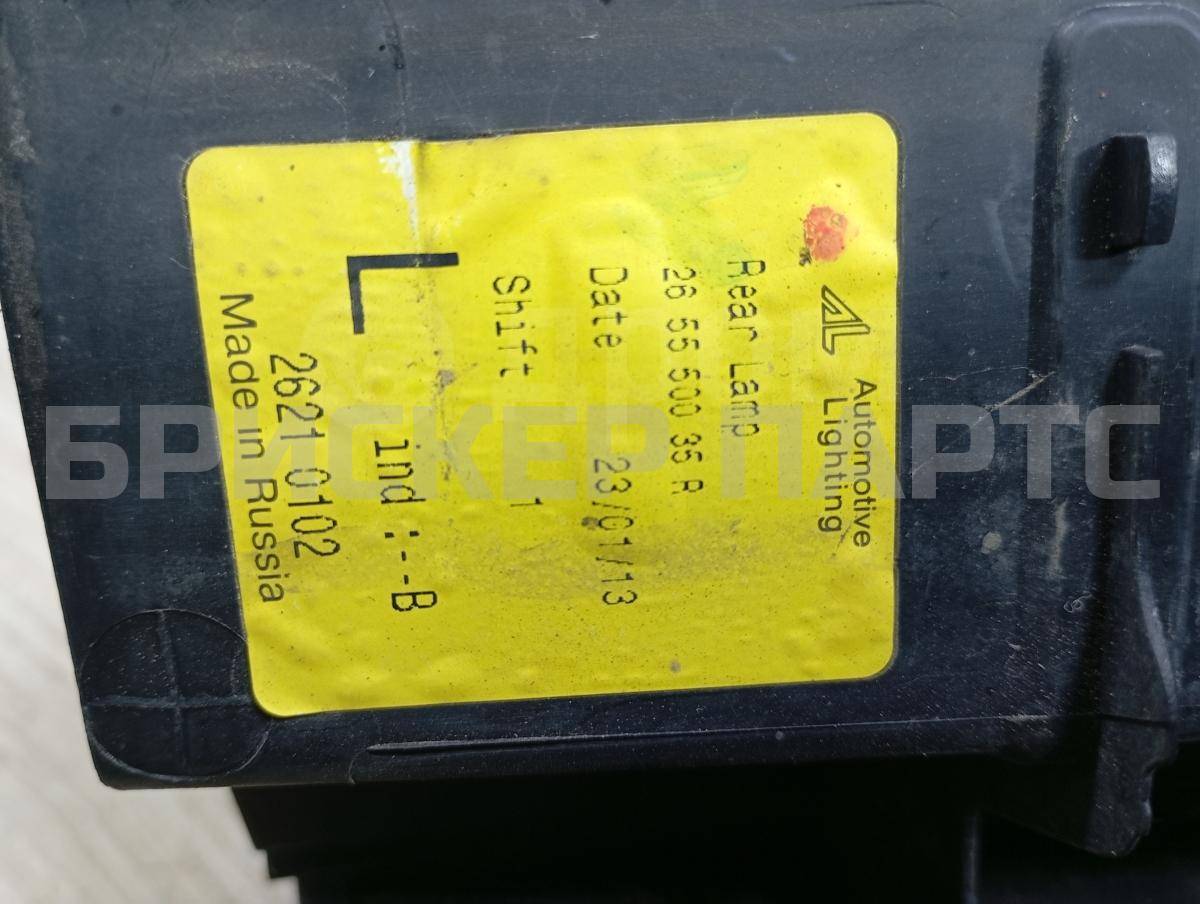 AL Automotive
Lighting
Rear Lamp
26 55 500 36 R
Date 23/01/13
Shift 1
L ind :--B
2621 0102
Made in Russia
БРИСКЕР ПАРТС